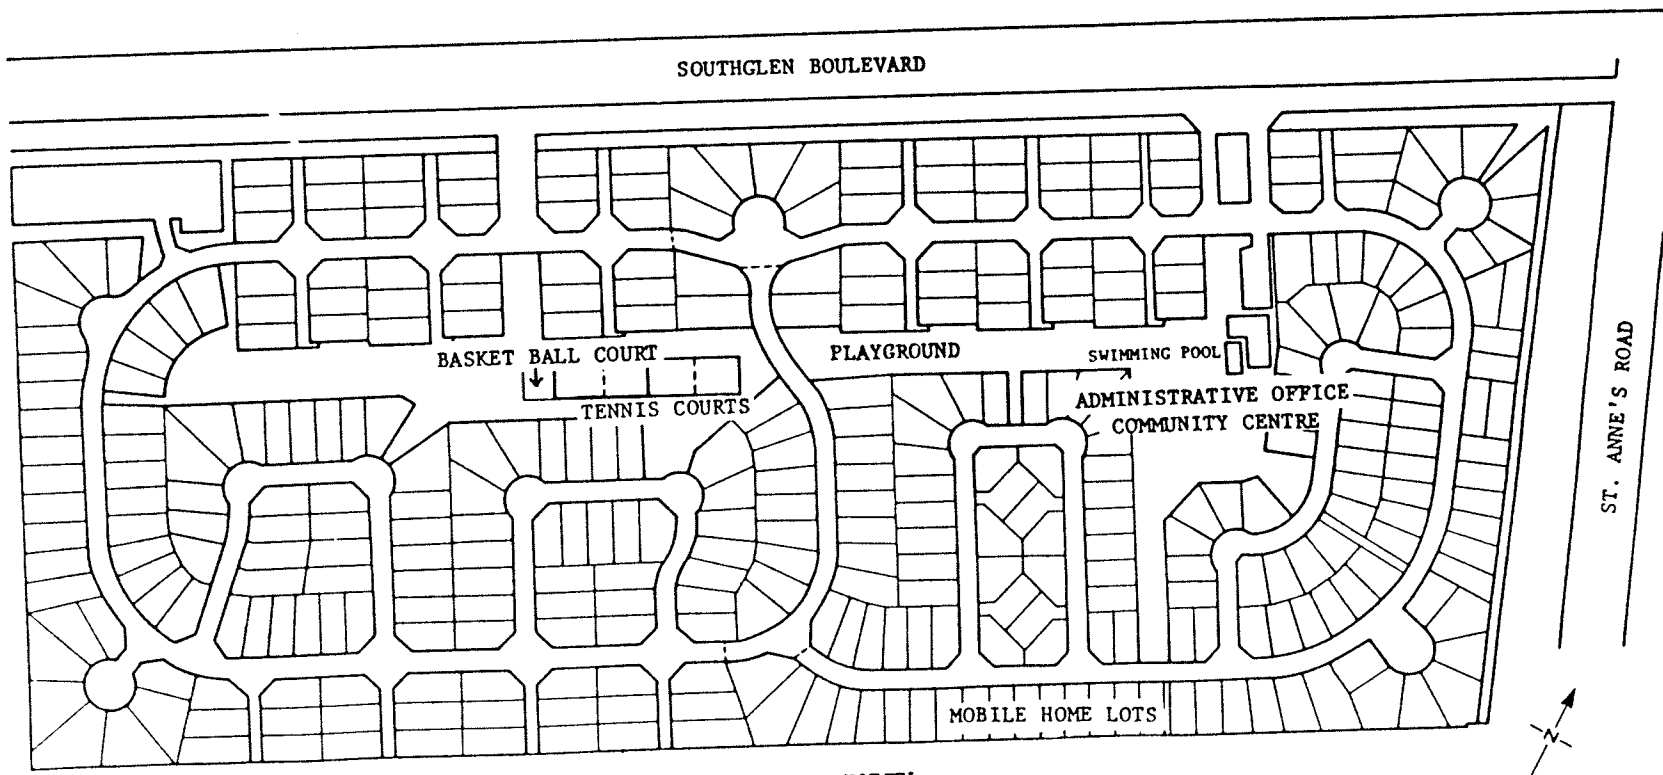 SOUTHGLEN BOULEVARD
BASKET BALL COURT
PLAYGROUND
SWIMMING POOL
TENNIS COURTS
ADMINISTRATIVE OFFICE
COMMUNITY CENTRE
ST. ANNE'S ROAD
MOBILE HOME LOTS
N